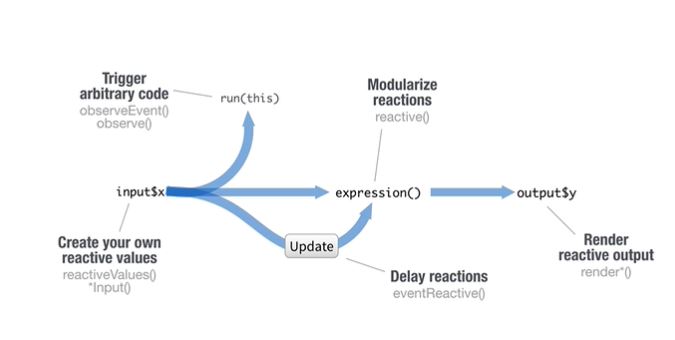 Trigger
arbitrary code
observeEvent()
observe()
run(this)
Modularize
reactions
reactive()
input$x
expression()
output$y
Create your own
reactive values
reactiveValues()
*Input()
Update
Delay reactions
eventReactive()
Render
reactive output
render*()